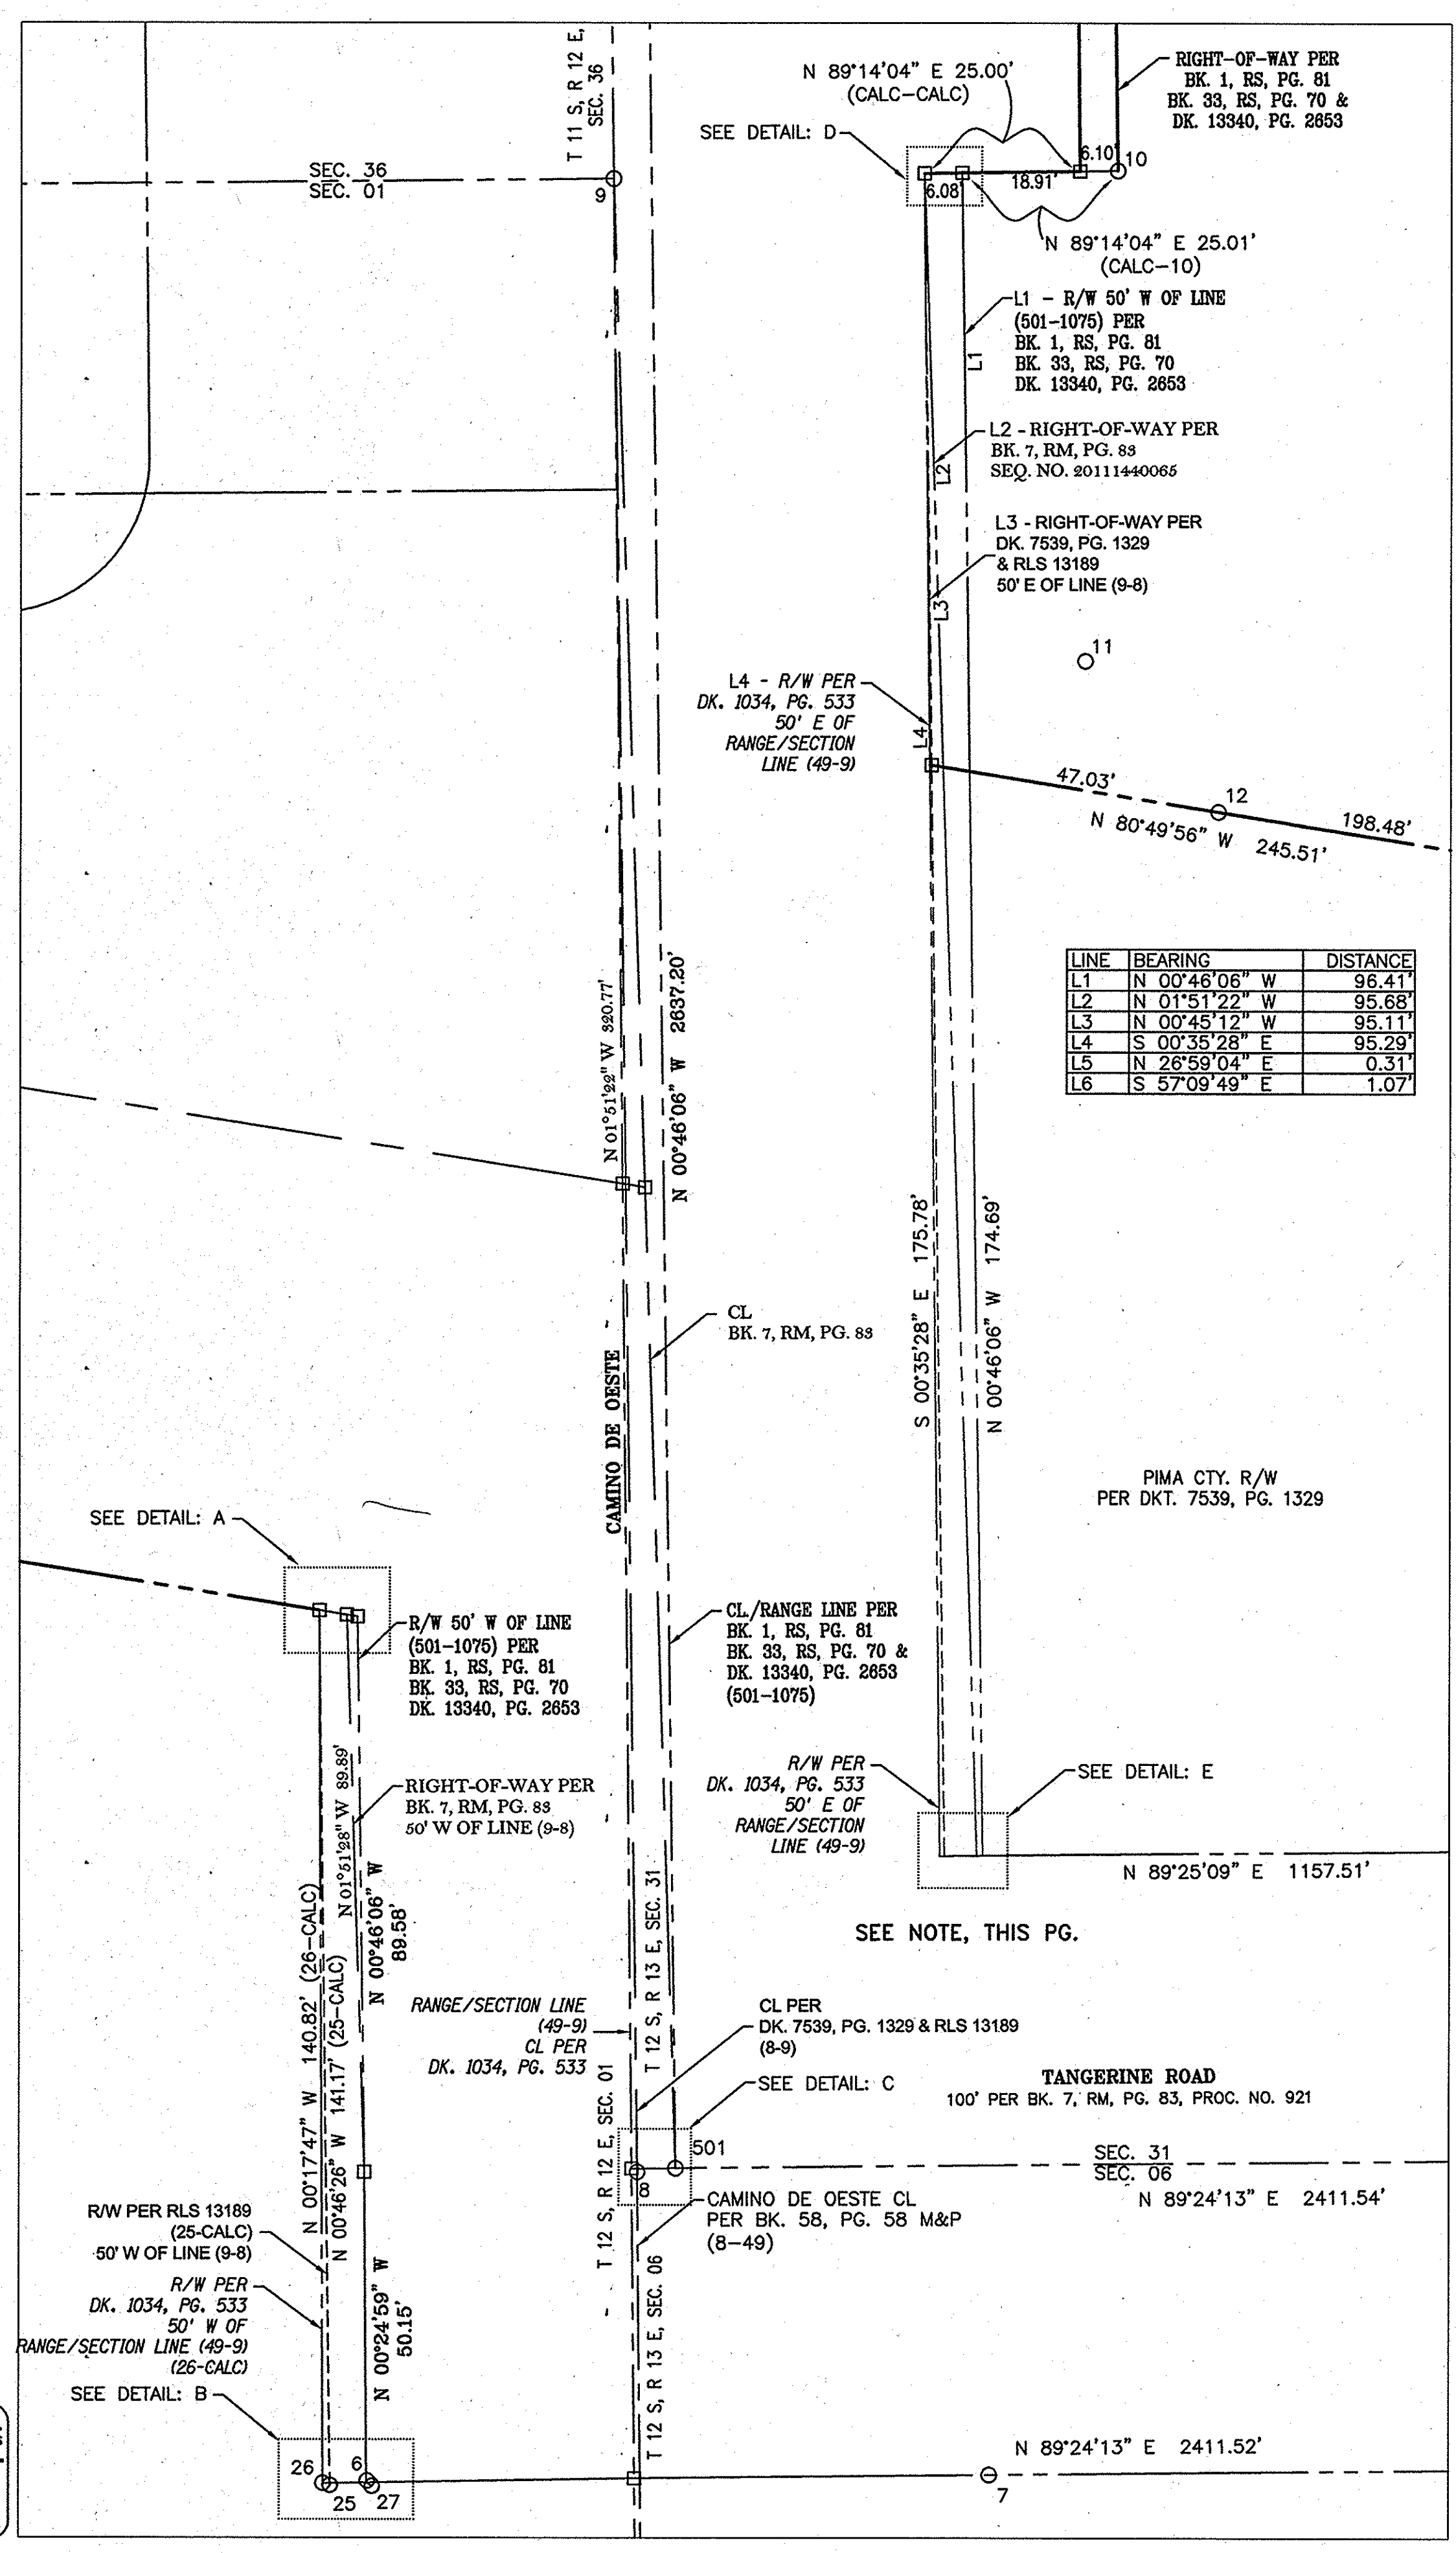 T 11 S, R 12 E,
SEC. 36
N 89°14'04" E 25.00'
(CALC-CALC)
RIGHT-OF-WAY PER
BK. 1, RS, PG. 81
BK. 33, RS, PG. 70 &
DK. 13340, PG. 2653
SEE DETAIL: D
SEC. 36
SEC. 01
9
6.10'
10
6.08'
18.91'
N 89°14'04" E 25.01'
(CALC-10)
L1 - R/W 50' W OF LINE
(501-1075) PER
BK. 1, RS, PG. 81
BK. 33, RS, PG. 70
DK. 13340, PG. 2653
L1
L2 - RIGHT-OF-WAY PER
BK. 7, RM, PG. 83
SEQ. NO. 20111440065
L2
L3 - RIGHT-OF-WAY PER
DK. 7539, PG. 1329
& RLS 13189
50' E OF LINE (9-8)
L3
11
L4 - R/W PER
DK. 1034, PG. 533
50' E OF
RANGE/SECTION
LINE (49-9)
L4
47.03'
12
198.48'
N 80°49'56" W 245.51'
LINE BEARING DISTANCE
L1 N 00°46'06" W 96.41'
L2 N 01°51'22" W 95.68'
L3 N 00°45'12" W 95.11'
L4 S 00°35'28" E 95.29'
L5 N 26°59'04" E 0.31'
L6 S 57°09'49" E 1.07'
N 01°51'22" W 820.77'
N 00°46'06" W 2637.20'
S 00°35'28" E 175.78'
N 00°46'06" W 174.69'
CL
BK. 7, RM, PG. 83
CAMINO DE OESTE
PIMA CTY. R/W
PER DKT. 7539, PG. 1329
SEE DETAIL: A
R/W 50' W OF LINE
(501-1075) PER
BK. 1, RS, PG. 81
BK. 33, RS, PG. 70
DK. 13340, PG. 2653
CL/RANGE LINE PER
BK. 1, RS, PG. 81
BK. 33, RS, PG. 70 &
DK. 13340, PG. 2653
(501-1075)
RIGHT-OF-WAY PER
BK. 7, RM, PG. 83
50' W OF LINE (9-8)
N 01°51'28" W 89.89'
N 00°46'06" W
89.58'
R/W PER
DK. 1034, PG. 533
50' E OF
RANGE/SECTION
LINE (49-9)
SEE DETAIL: E
N 89°25'09" E 1157.51'
SEE NOTE, THIS PG.
N 00°17'47" W 140.82' (26-CALC)
N 00°46'26" W 141.17' (25-CALC)
T 12 S, R 13 E, SEC. 31
RANGE/SECTION LINE
(49-9)
CL PER
DK. 1034, PG. 533
CL PER
DK. 7539, PG. 1329 & RLS 13189
(8-9)
SEE DETAIL: C
TANGERINE ROAD
100' PER BK. 7, RM, PG. 83, PROC. NO. 921
T 12 S, R 12 E, SEC. 01
501
8
SEC. 31
SEC. 06
N 89°24'13" E 2411.54'
CAMINO DE OESTE CL
PER BK. 58, PG. 58 M&P
(8-49)
R/W PER RLS 13189
(25-CALC)
50' W OF LINE (9-8)
R/W PER
DK. 1034, PG. 533
50' W OF
RANGE/SECTION LINE (49-9)
(26-CALC)
N 00°24'59" W
50.15'
T 12 S, R 13 E, SEC. 06
SEE DETAIL: B
26
25
6
27
N 89°24'13" E 2411.52'
7